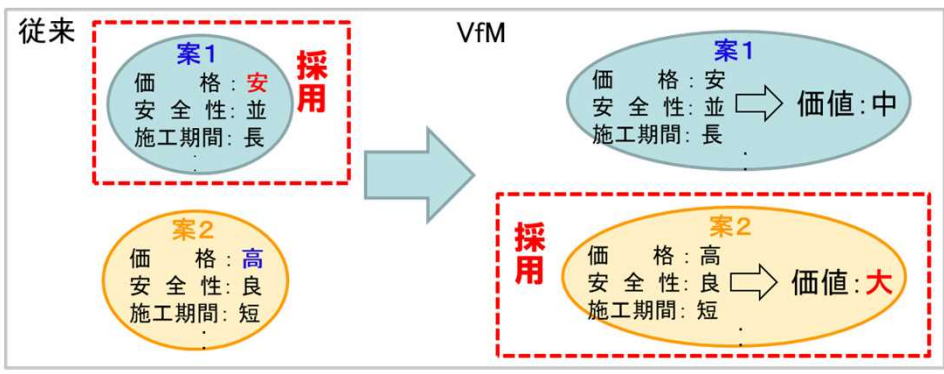 従来
案1
価格:安
安全性:並
施工期間:長
採用
案2
価格:高
安全性:良
施工期間:短
VfM
案1
価格:安
安全性:並
施工期間:長
価値:中
採用
案2
価格:高
安全性:良
施工期間:短
価値:大